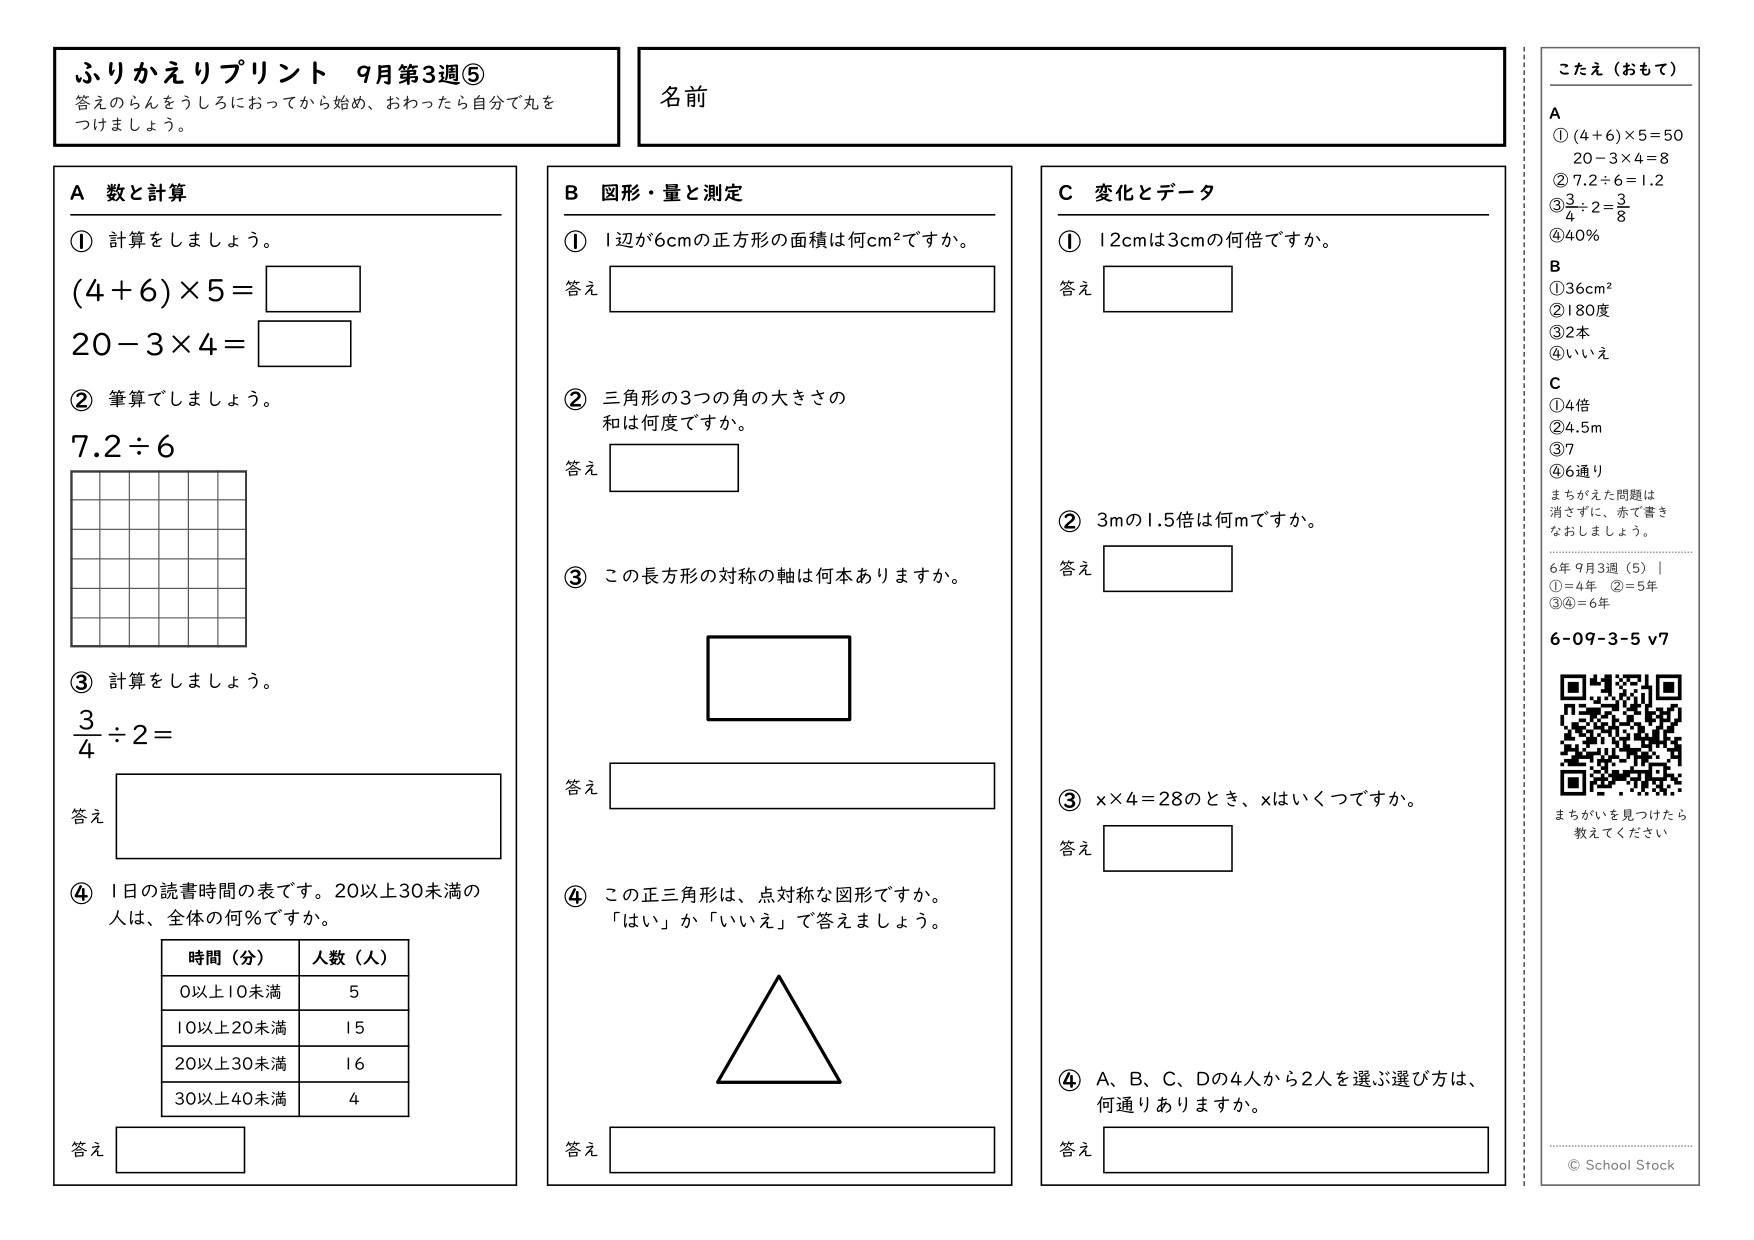 ふりかえりプリント　9月第3週⑤
答えのらんをうしろにおってから始め、おわったら自分で丸を
つけましょう。
名前
A　数と計算
① 計算をしましょう。
(4＋6)×5＝
20－3×4＝
② 筆算でしましょう。
7.2÷6
③ 計算をしましょう。
3/4÷2＝
答え
④ 1日の読書時間の表です。20以上30未満の
人は、全体の何%ですか。
時間（分） 人数（人）
0以上10未満 5
10以上20未満 15
20以上30未満 16
30以上40未満 4
答え
B　図形・量と測定
① 1辺が6cmの正方形の面積は何cm²ですか。
答え
② 三角形の3つの角の大きさの
和は何度ですか。
答え
③ この長方形の対称の軸は何本ありますか。
答え
④ この正三角形は、点対称な図形ですか。
「はい」か「いいえ」で答えましょう。
答え
C　変化とデータ
① 12cmは3cmの何倍ですか。
答え
② 3mの1.5倍は何mですか。
答え
③ x×4＝28のとき、xはいくつですか。
答え
④ A、B、C、Dの4人から2人を選ぶ選び方は、
何通りありますか。
答え
こたえ（おもて）
A
① (4＋6)×5＝50
20－3×4＝8
② 7.2÷6＝1.2
③3/4÷2＝3/8
④40%
B
①36cm²
②180度
③2本
④いいえ
C
①4倍
②4.5m
③7
④6通り
まちがえた問題は
消さずに、赤で書き
なおしましょう。
6年 9月3週（5）｜
①＝4年　②＝5年
③④＝6年
6-09-3-5 v7
まちがいを見つけたら
教えてください
© School Stock